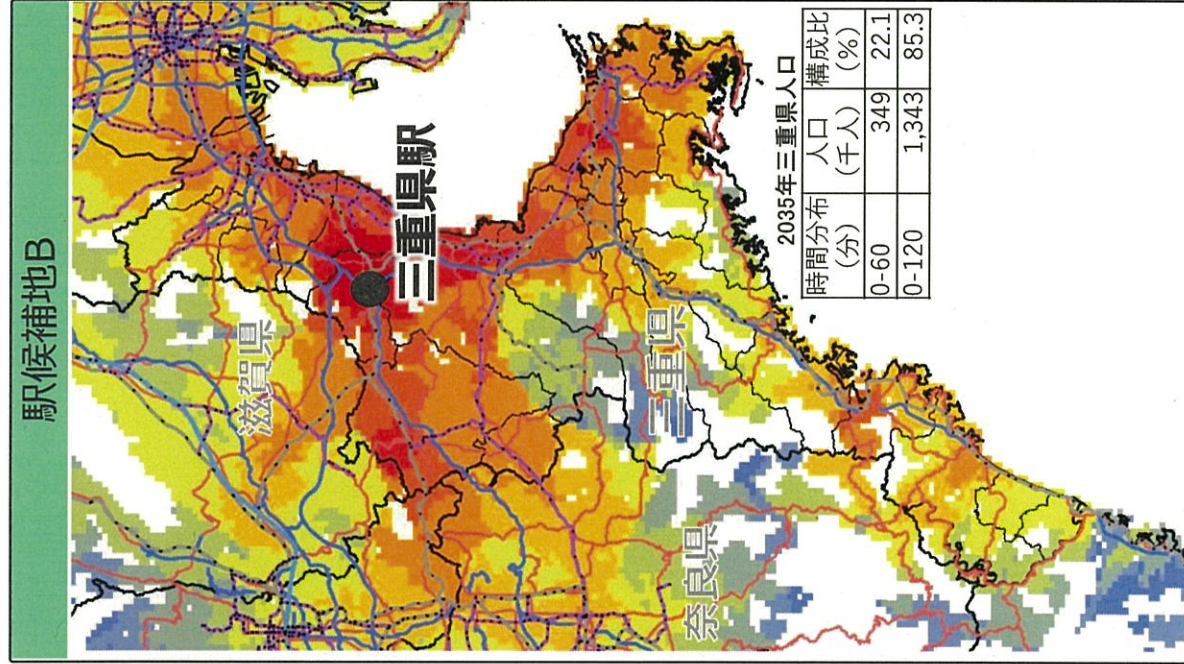 駅候補地B
滋賀県
三重県駅
三重県
奈良県
2035年三重県人口
時間分布(分) 人口(千人) 構成比(%)
0-60 349 22.1
0-120 1,343 85.3